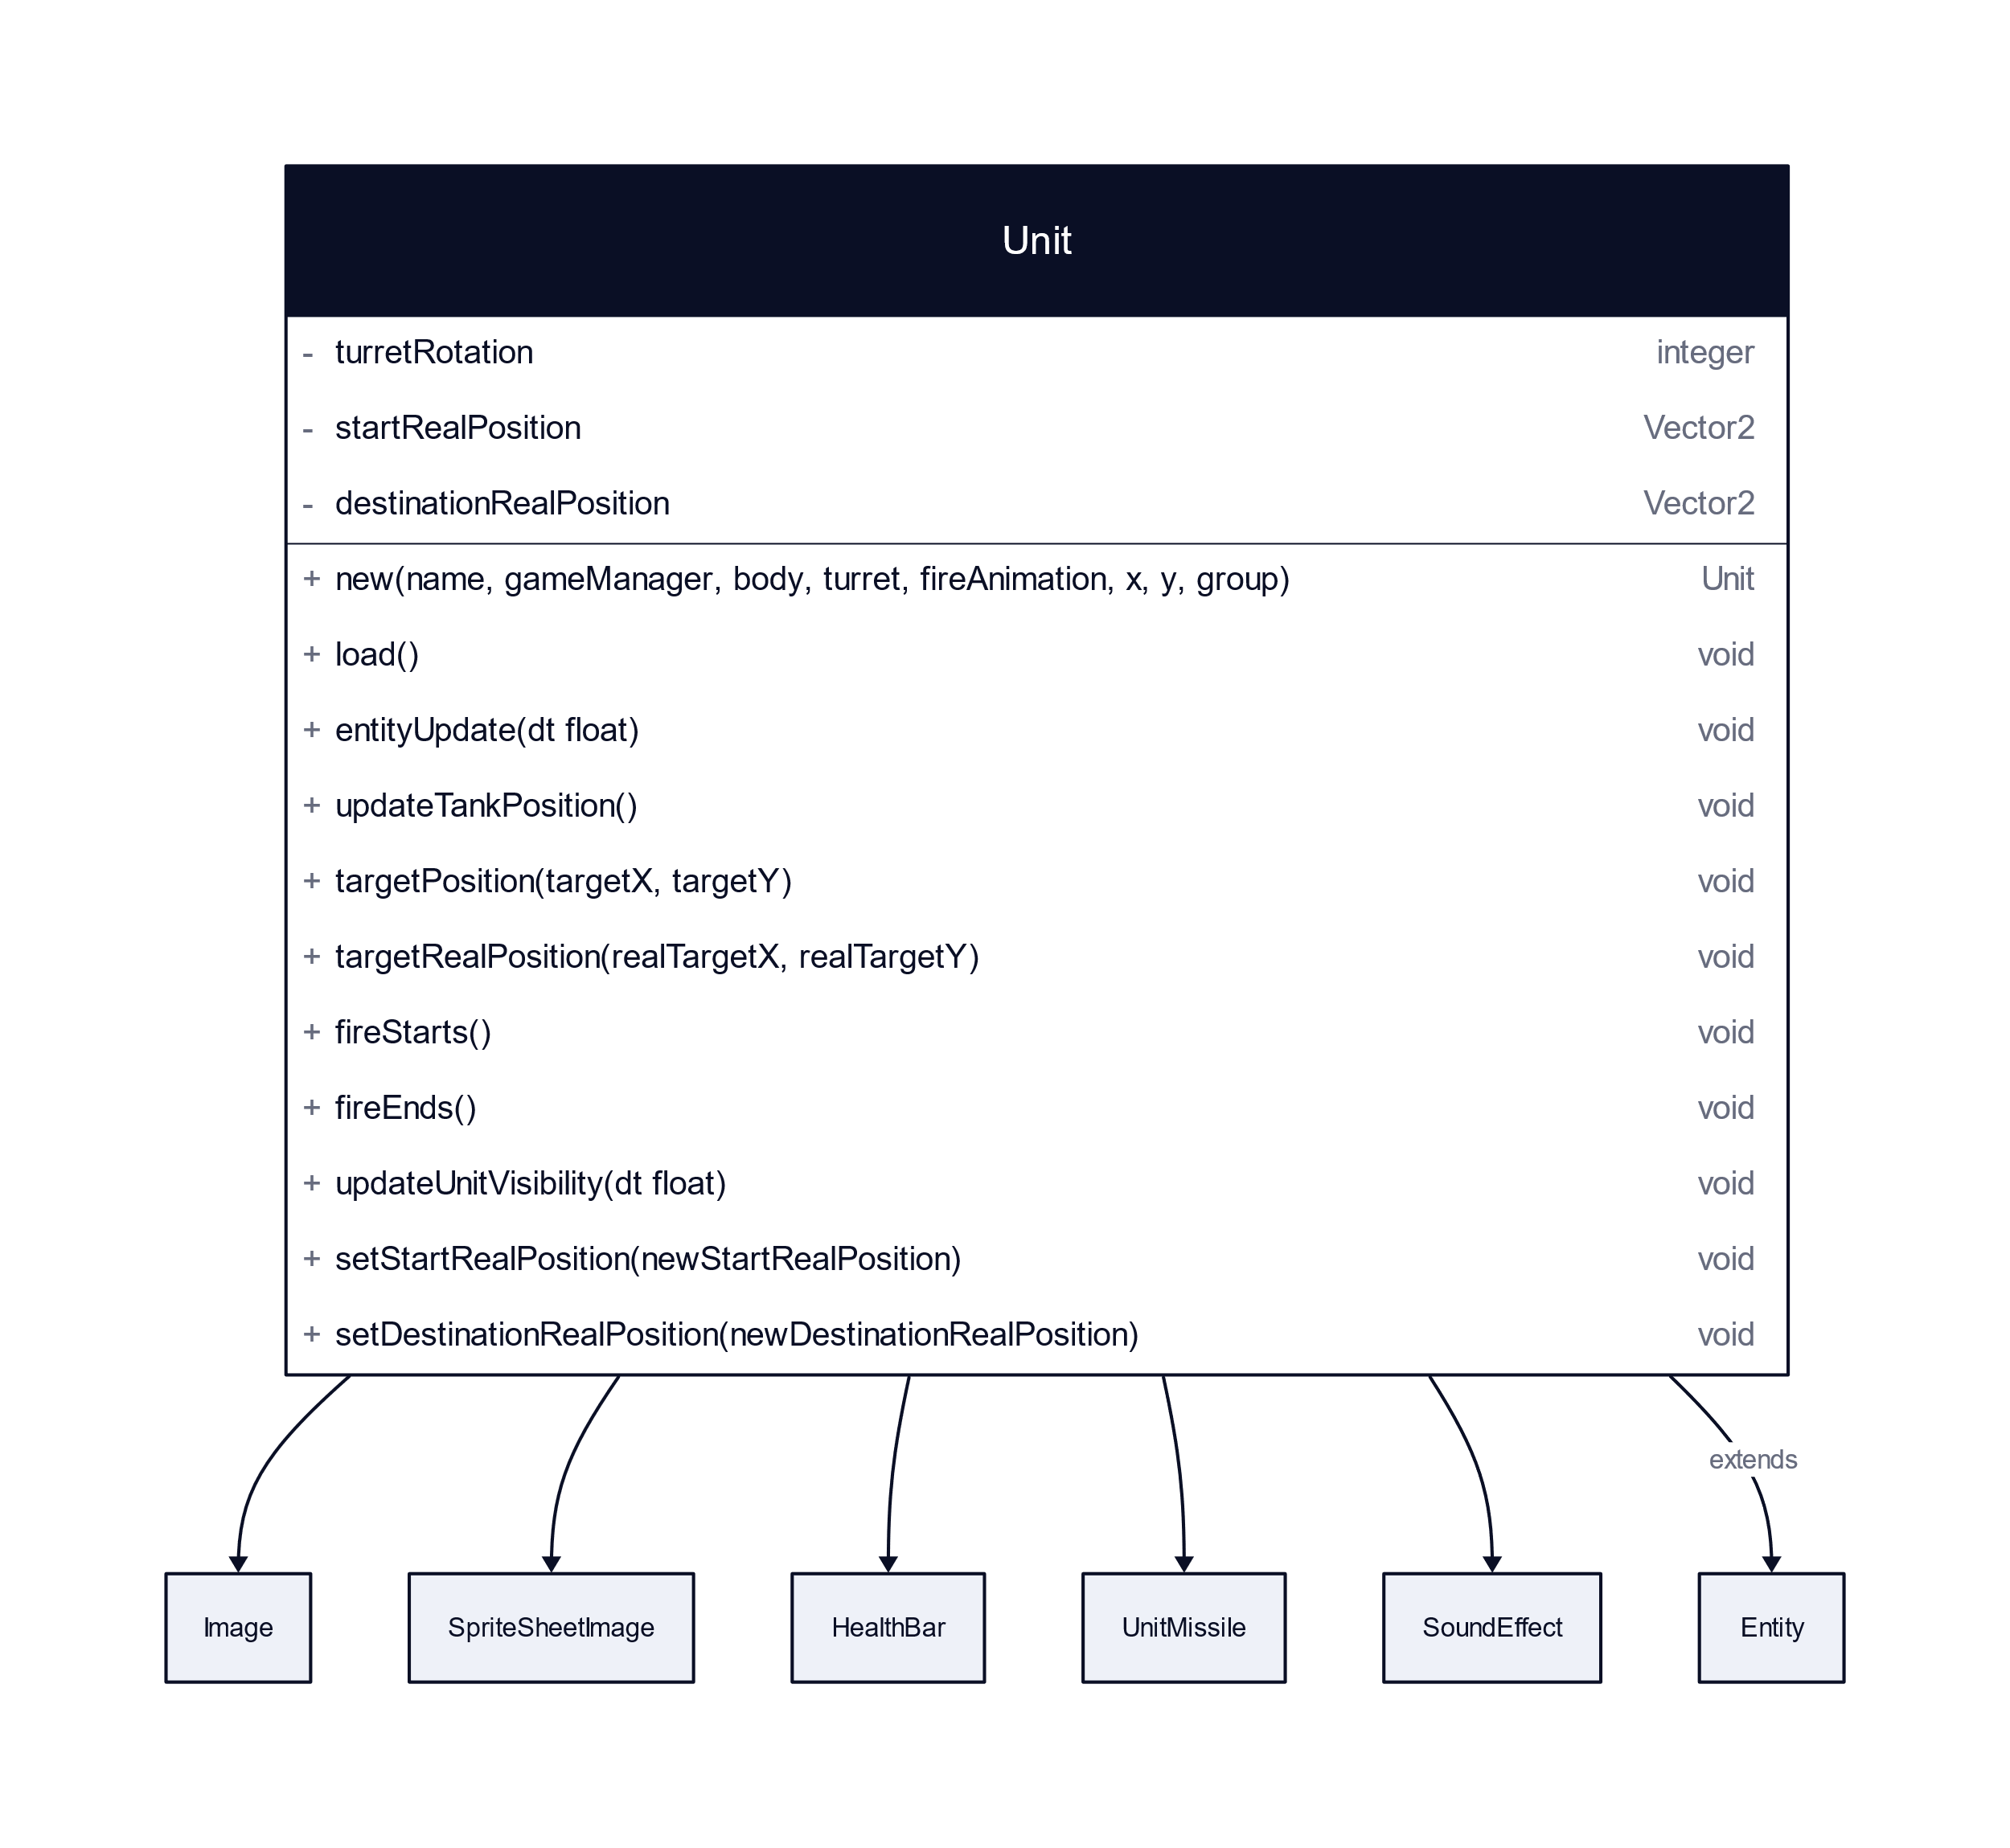 Unit
- turretRotation integer
- startRealPosition Vector2
- destinationRealPosition Vector2
+ new(name, gameManager, body, turret, fireAnimation, x, y, group) Unit
+ load() void
+ entityUpdate(dt float) void
+ updateTankPosition() void
+ targetPosition(targetX, targetY) void
+ targetRealPosition(realTargetX, realTargetY) void
+ fireStarts() void
+ fireEnds() void
+ updateUnitVisibility(dt float) void
+ setStartRealPosition(newStartRealPosition) void
+ setDestinationRealPosition(newDestinationRealPosition) void
extends
Image SpriteSheetImage HealthBar UnitMissile SoundEffect Entity